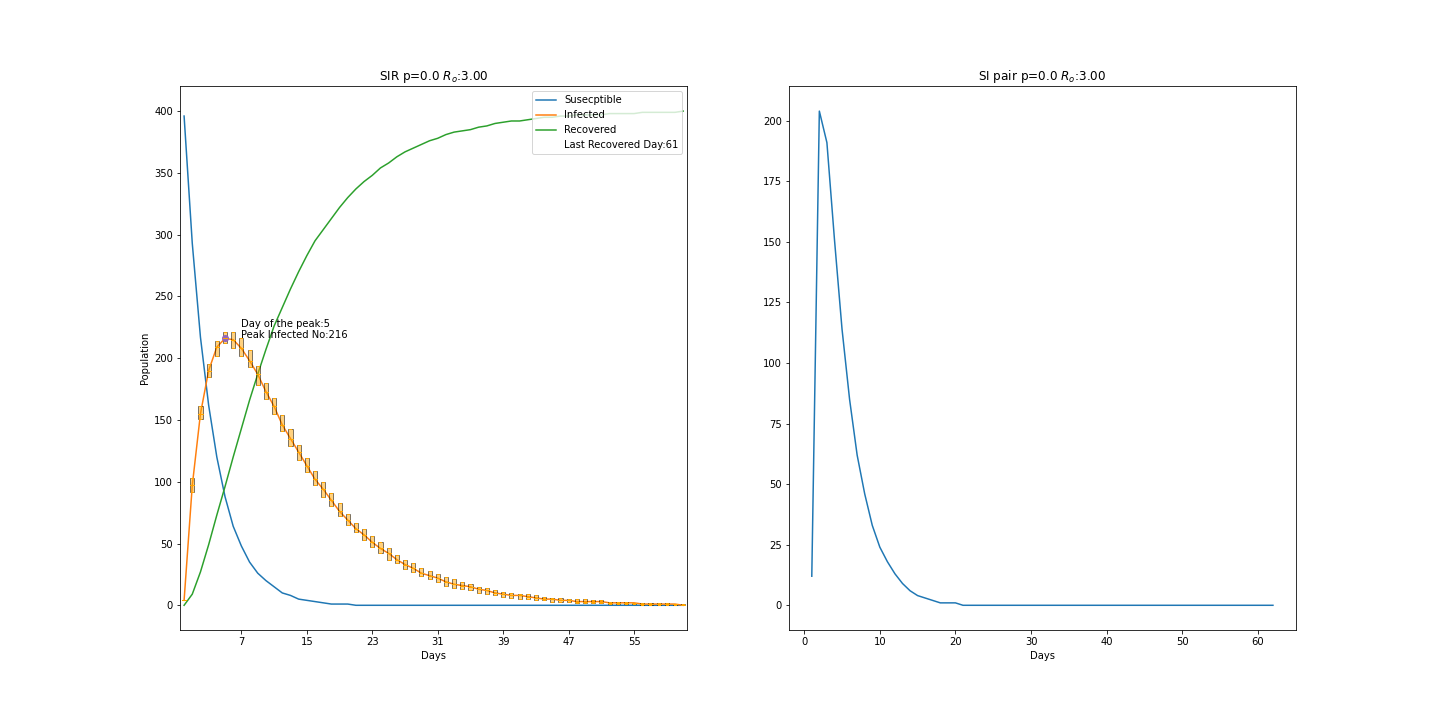 SIR p=0.0 Rₒ:3.00
Susecptible
Infected
Recovered
Last Recovered Day:61
Day of the peak:5
Peak Infected No:216
Population
400
350
300
250
200
150
100
50
0
7 15 23 31 39 47 55
Days
SI pair p=0.0 Rₒ:3.00
200
175
150
125
100
75
50
25
0
0 10 20 30 40 50 60
Days